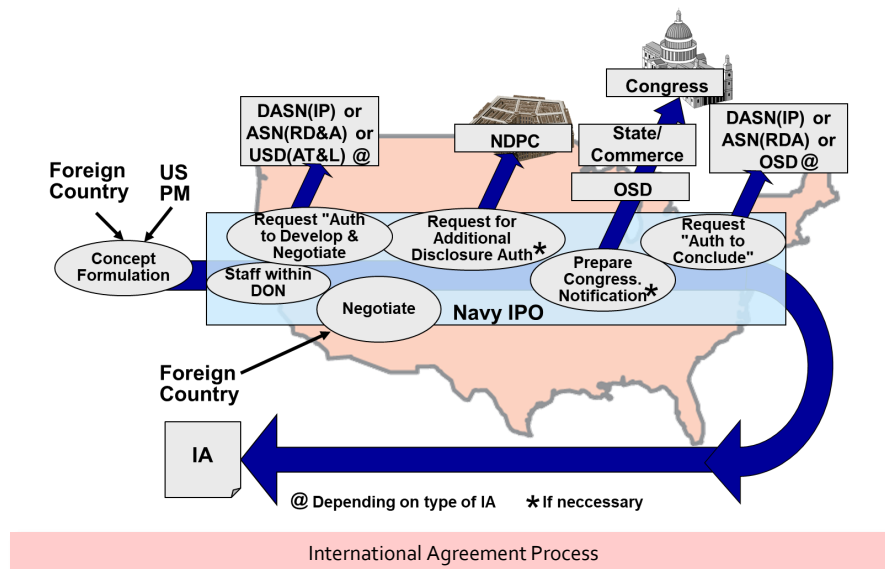 Congress
DASN(IP) or
ASN(RD&A) or
USD(AT&L) @
NDPC
State/
Commerce
DASN(IP) or
ASN(RDA) or
OSD @
OSD
Foreign
Country
US
PM
Request "Auth
to Develop &
Negotiate
Request for
Additional
Disclosure Auth*
Request
"Auth to
Conclude"
Concept
Formulation
Staff within
DON
Prepare
Congress.
Notification*
Negotiate
Navy IPO
Foreign
Country
IA
@ Depending on type of IA
* If neccessary
International Agreement Process